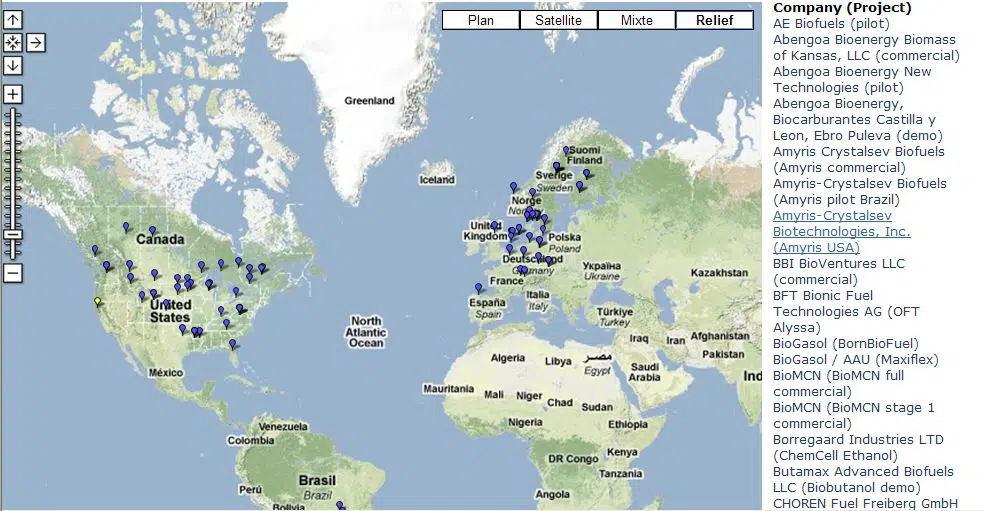 Plan
Satellite
Mixte
Relief
Greenland
Iceland
Suomi
Finland
Sverige
Sweden
Norge
United
Kingdom
Polska
Poland
Deutschland
Germany
Україна
Ukraine
Kazakhstan
France
Canada
United
States
España
Spain
Italia
Italy
Türkiye
Turkey
North
Atlantic
Ocean
Iraq
Iran
Afghanistan
Pakistan
Algeria
Libya
مصر
Egypt
Saudi
Arabia
Ind
México
Mauritania
Mali
Niger
Chad
Sudan
Nigeria
Ethiopia
Venezuela
Colombia
DR Congo
Kenya
Tanzania
Angola
Perú
Brasil
Brazil
Bolivia
Company (Project)
AE Biofuels (pilot)
Abengoa Bioenergy Biomass
of Kansas, LLC (commercial)
Abengoa Bioenergy New
Technologies (pilot)
Abengoa Bioenergy,
Biocarburantes Castilla y
Leon, Ebro Puleva (demo)
Amyris Crystalsev Biofuels
(Amyris commercial)
Amyris-Crystalsev Biofuels
(Amyris pilot Brazil)
Amyris-Crystalsev
Biotechnologies, Inc.
(Amyris USA)
BBI BioVentures LLC
(commercial)
BFT Bionic Fuel
Technologies AG (OFT
Alyssa)
BioGasol (BornBioFuel)
BioGasol / AAU (Maxiflex)
BioMCN (BioMCN full
commercial)
BioMCN (BioMCN stage 1
commercial)
Borregaard Industries LTD
(ChemCell Ethanol)
Butamax Advanced Biofuels
LLC (Biobutanol demo)
CHOREN Fuel Freiberg GmbH